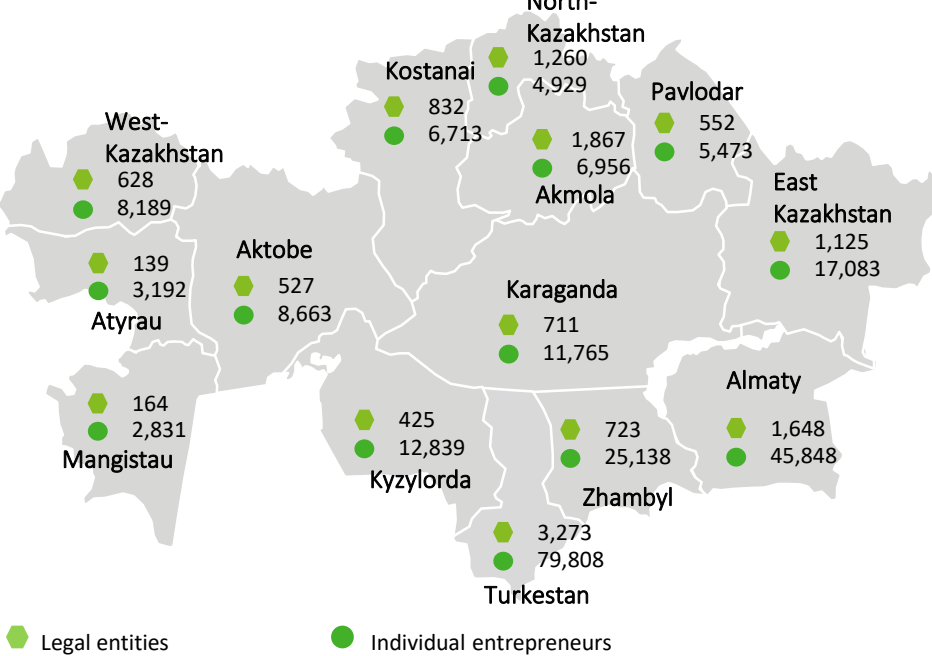 North-
Kazakhstan
1,260
4,929
Kostanai
832
6,713
Pavlodar
552
5,473
1,867
6,956
Akmola
West-
Kazakhstan
628
8,189
East
Kazakhstan
1,125
17,083
139
3,192
Atyrau
Aktobe
527
8,663
Karaganda
711
11,765
Almaty
1,648
45,848
164
2,831
Mangistau
425
12,839
Kyzylorda
723
25,138
Zhambyl
3,273
79,808
Turkestan
Legal entities
Individual entrepreneurs